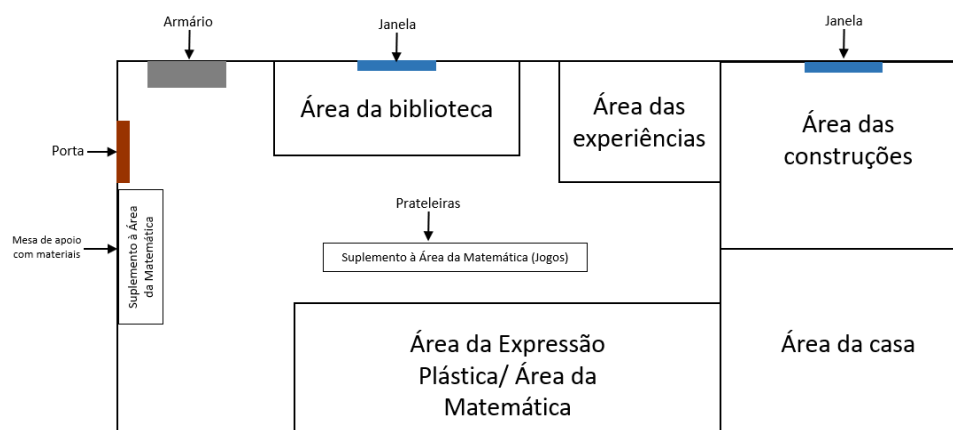 Armário
Janela
Janela
Área da biblioteca
Área das
experiências
Área das
construções
Porta
Mesa de apoio
com materiais
Suplemento à Área
da Matemática
Prateleiras
Suplemento à Área da Matemática (Jogos)
Área da Expressão
Plástica/ Área da
Matemática
Área da casa